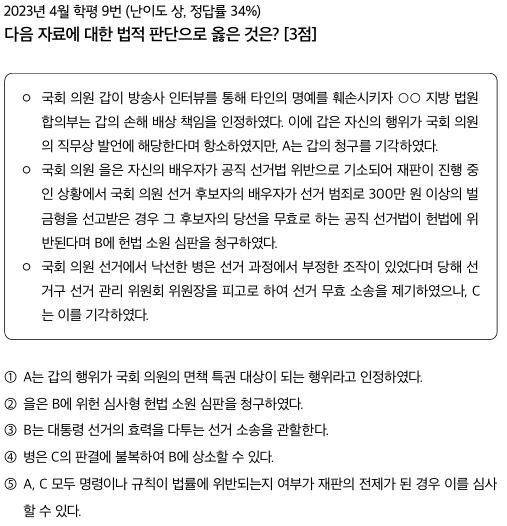 2023년 4월 학평 9번 (난이도 상, 정답률 34%)
다음 자료에 대한 법적 판단으로 옳은 것은? [3점]
○ 국회 의원 갑이 방송사 인터뷰를 통해 타인의 명예를 훼손시키자 ○○ 지방 법원
합의부는 갑의 손해 배상 책임을 인정하였다. 이에 갑은 자신의 행위가 국회 의원
의 직무상 발언에 해당한다며 항소하였지만, A는 갑의 청구를 기각하였다.
○ 국회 의원 을은 자신의 배우자가 공직 선거법 위반으로 기소되어 재판이 진행 중
인 상황에서 국회 의원 선거 후보자의 배우자가 선거 범죄로 300만 원 이상의 벌
금형을 선고받은 경우 그 후보자의 당선을 무효로 하는 공직 선거법이 헌법에 위
반된다며 B에 헌법 소원 심판을 청구하였다.
○ 국회 의원 선거에서 낙선한 병은 선거 과정에서 부정한 조작이 있었다며 당해 선
거구 선거 관리 위원회 위원장을 피고로 하여 선거 무효 소송을 제기하였으나, C
는 이를 기각하였다.
① A는 갑의 행위가 국회 의원의 면책 특권 대상이 되는 행위라고 인정하였다.
② 을은 B에 위헌 심사형 헌법 소원 심판을 청구하였다.
③ B는 대통령 선거의 효력을 다투는 선거 소송을 관할한다.
④ 병은 C의 판결에 불복하여 B에 상소할 수 있다.
⑤ A, C 모두 명령이나 규칙이 법률에 위반되는지 여부가 재판의 전제가 된 경우 이를 심사
할 수 있다.